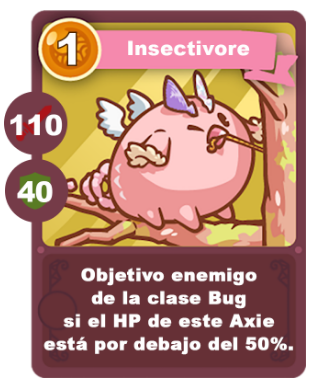 1
Insectivore
110
40
Objetivo enemigo
de la clase Bug
si el HP de este Axie
está por debajo del 50%.